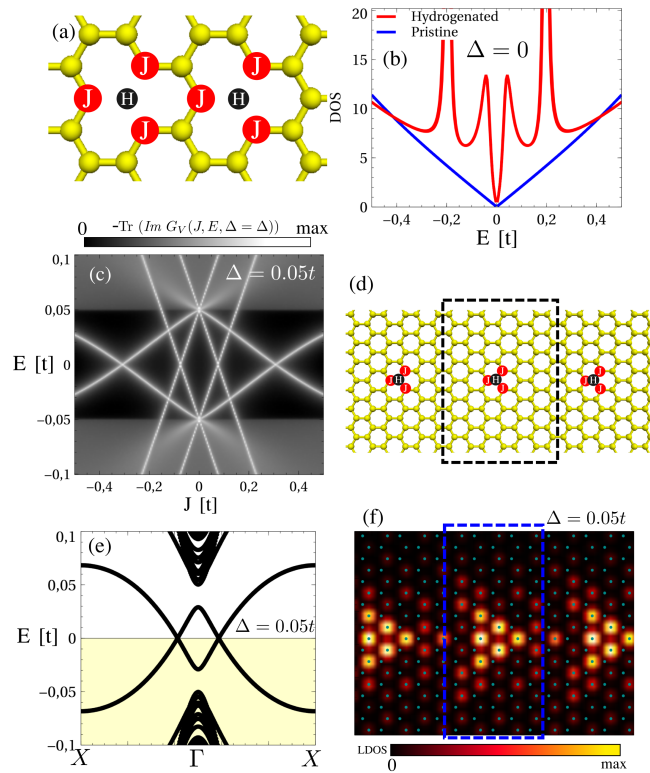 (a)
J
J
J
H
J
H
J
J
Hydrogenated
Pristine
(b)
Δ = 0
DOS
20
15
10
5
0
−0,4
−0,2
0
0,2
0,4
E [t]
0
-Tr (Im G_V(J, E, Δ = Δ))
max
(c)
Δ = 0.05t
0,1
0,05
0
−0,05
−0,1
E [t]
−0,4
−0,2
0
0,2
0,4
J [t]
(d)
J H J
J
J H J
J
J H J
J
(e)
Δ = 0.05t
0,1
0,05
0
−0,05
−0,1
E [t]
X
Γ
X
(f)
Δ = 0.05t
LDOS
0
max